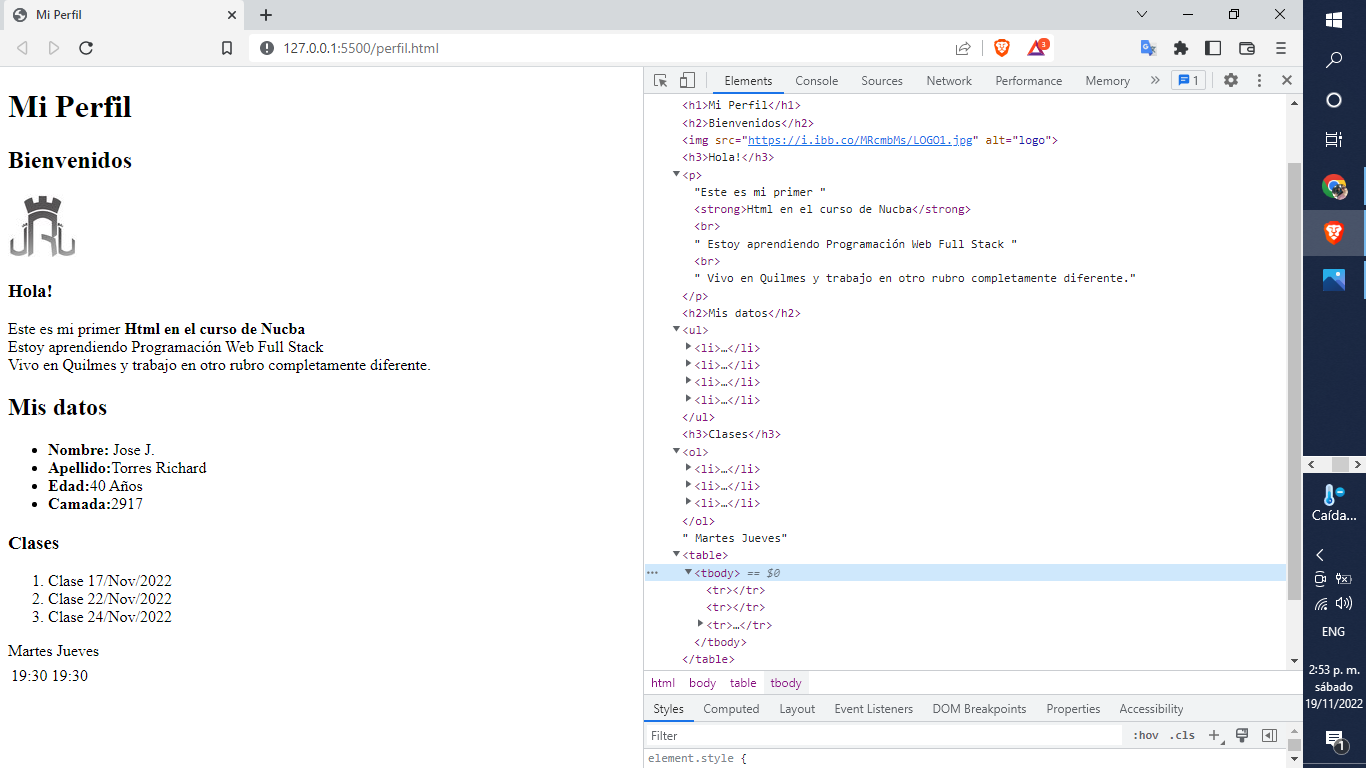 Mi Perfil
127.0.0.1:5500/perfil.html
3
Mi Perfil
Bienvenidos
JRU
Hola!
Este es mi primer Html en el curso de Nucba
Estoy aprendiendo Programación Web Full Stack
Vivo en Quilmes y trabajo en otro rubro completamente diferente.
Mis datos
Nombre: Jose J.
Apellido:Torres Richard
Edad:40 Años
Camada:2917
Clases
1. Clase 17/Nov/2022
2. Clase 22/Nov/2022
3. Clase 24/Nov/2022
Martes Jueves
19:30 19:30
Elements Console Sources Network Performance Memory » 1
<h1>Mi Perfil</h1>
<h2>Bienvenidos</h2>
<img src="https://i.ibb.co/MRcmbMs/LOGO1.jpg" alt="logo">
<h3>Hola!</h3>
<p>
"Este es mi primer "
<strong>Html en el curso de Nucba</strong>
<br>
" Estoy aprendiendo Programación Web Full Stack "
<br>
" Vivo en Quilmes y trabajo en otro rubro completamente diferente."
</p>
<h2>Mis datos</h2>
<ul>
<li>…</li>
<li>…</li>
<li>…</li>
<li>…</li>
</ul>
<h3>Clases</h3>
<ol>
<li>…</li>
<li>…</li>
<li>…</li>
</ol>
" Martes Jueves"
<table>
<tbody> == $0
<tr></tr>
<tr></tr>
<tr>…</tr>
</tbody>
</table>
html body table tbody
Styles Computed Layout Event Listeners DOM Breakpoints Properties Accessibility
Filter :hov .cls
element.style {
Caída...
ENG
2:53 p. m.
sábado
19/11/2022
1